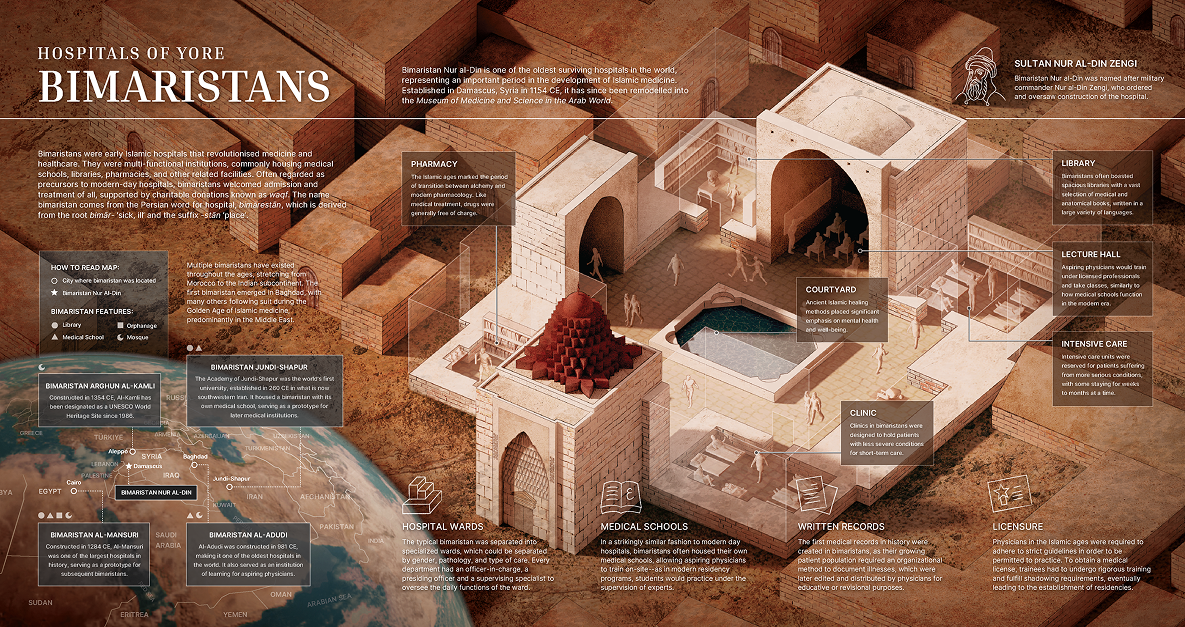 HOSPITALS OF YORE
BIMARISTANS
Bimaristan Nur al-Din is one of the oldest surviving hospitals in the world,
representing an important period in the development of Islamic medicine.
Established in Damascus, Syria in 1154 CE, it has since been remodelled into
the Museum of Medicine and Science in the Arab World.
SULTAN NUR AL-DIN ZENGI
Bimaristan Nur al-Din was named after military
commander Nur al-Din Zengi, who ordered
and oversaw construction of the hospital.
Bimaristans were early Islamic hospitals that revolutionised medicine and
healthcare. They were multi-functional institutions, commonly housing medical
schools, libraries, pharmacies, and other related facilities. Often regarded as
precursors to modern-day hospitals, bimaristans welcomed admission and
treatment of all, supported by charitable donations known as waqf. The name
bimaristan comes from the Persian word for hospital, bimārestān, which is derived
from the root bimār- 'sick, ill' and the suffix -stān 'place'.
PHARMACY
The Islamic ages marked the period
of transition between alchemy and
modern pharmacology. Like
medical treatment, drugs were
generally free of charge.
LIBRARY
Bimaristans often boasted
spacious libraries with a vast
selection of medical and
anatomical books, written in a
large variety of languages.
LECTURE HALL
Aspiring physicians would train
under licensed professionals
and take classes, similarly to
how medical schools function
in the modern era.
COURTYARD
Ancient Islamic healing
methods placed significant
emphasis on mental health
and well-being.
INTENSIVE CARE
Intensive care units were
reserved for patients suffering
from more serious conditions,
with some staying for weeks
to months at a time.
CLINIC
Clinics in bimaristans were
designed to hold patients
with less severe conditions
for short-term care.
HOW TO READ MAP:
City where bimaristan was located
Bimaristan Nur Al-Din
BIMARISTAN FEATURES:
Library
Orphanage
Medical School
Mosque
Multiple bimaristans have existed
throughout the ages, stretching from
Morocco to the Indian subcontinent. The
first bimaristan emerged in Baghdad, with
many others following suit during the
Golden Age of Islamic medicine,
predominantly in the Middle East.
BIMARISTAN ARGHUN AL-KAMLI
Constructed in 1354 CE, Al-Kamli has
been designated as a UNESCO World
Heritage Site since 1986.
BIMARISTAN JUNDI-SHAPUR
The Academy of Jundi-Shapur was the world's first
university, established in 260 CE in what is now
southwestern Iran. It housed a bimaristan with its
own medical school, serving as a prototype for
later medical institutions.
GREECE
TÜRKIYE
ARMENIA
AZERBAIJAN
UZBEKISTAN
TURKMENISTAN
Aleppo
SYRIA
LEBANON
Damascus
Baghdad
PALESTINE
IRAQ
Cairo
EGYPT
Jundi-Shapur
IRAN
AFGHANISTAN
BIMARISTAN NUR AL-DIN
KUWAIT
PAKISTAN
INDIA
SAUDI
ARABIA
BIMARISTAN AL-MANSURI
Constructed in 1284 CE, Al-Mansuri
was one of the largest hospitals in
history, serving as a prototype for
subsequent bimaristans.
BIMARISTAN AL-ADUDI
Al-Adudi was constructed in 981 CE,
making it one of the oldest hospitals in
the world. It also served as an institution
of learning for aspiring physicians.
OMAN
ARABIAN SEA
SUDAN
ERITREA
YEMEN
HOSPITAL WARDS
The typical bimaristan was separated into
specialized wards, which could be separated
by gender, pathology, and type of care. Every
department had an officer-in-charge, a
presiding officer and a supervising specialist to
oversee the daily functions of the ward.
MEDICAL SCHOOLS
In a strikingly similar fashion to modern day
hospitals, bimaristans often housed their own
medical schools, allowing aspiring physicians
to train on-site--as in modern residency
programs, students would practice under the
supervision of experts.
WRITTEN RECORDS
The first medical records in history were
created in bimaristans, as their growing
patient population required an organizational
method to document illnesses, which were
later edited and distributed by physicians for
educative or revisional purposes.
LICENSURE
Physicians in the Islamic ages were required to
adhere to strict guidelines in order to be
permitted to practice. To obtain a medical
license, trainees had to undergo rigorous training
and fulfill shadowing requirements, eventually
leading to the establishment of residencies.